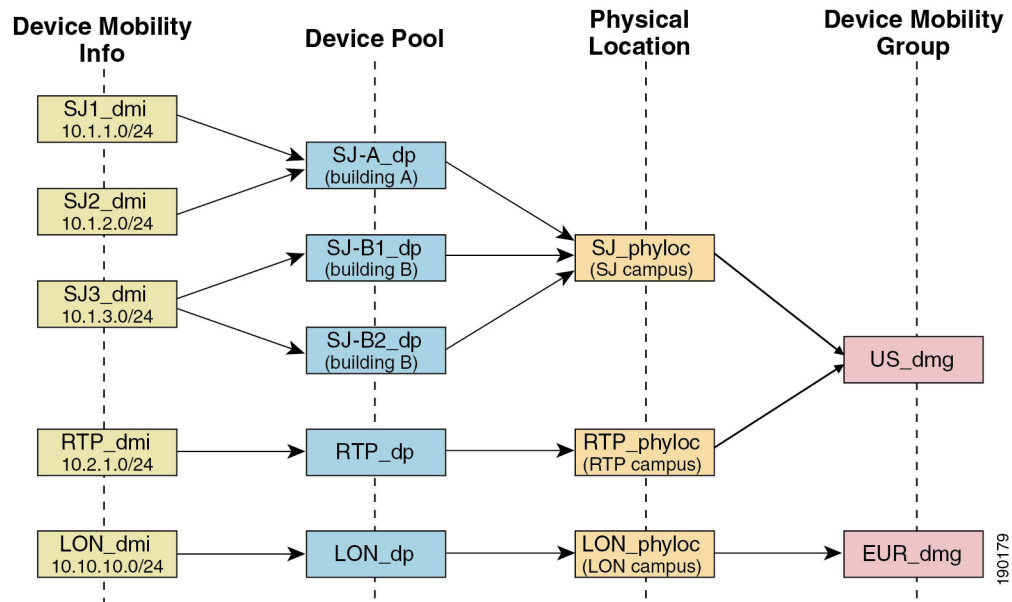 Device Mobility
Info
Device Pool
Physical
Location
Device Mobility
Group
SJ1_dmi
10.1.1.0/24
SJ2_dmi
10.1.2.0/24
SJ3_dmi
10.1.3.0/24
RTP_dmi
10.2.1.0/24
LON_dmi
10.10.10.0/24
SJ-A_dp
(building A)
SJ-B1_dp
(building B)
SJ-B2_dp
(building B)
RTP_dp
LON_dp
SJ_phyloc
(SJ campus)
RTP_phyloc
(RTP campus)
LON_phyloc
(LON campus)
US_dmg
EUR_dmg
190179